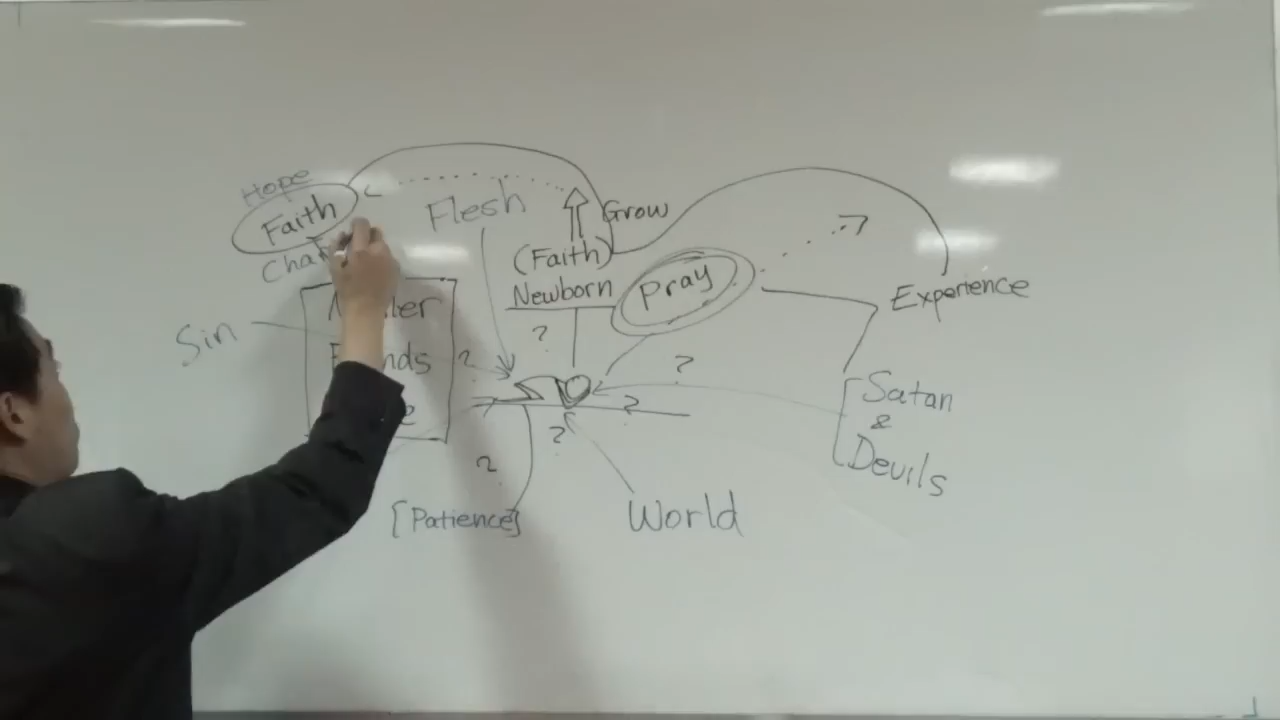 Hope
Faith
Flesh
Grow
(Faith)
Newborn
Pray
Experience
Sin
?
?
?
?
?
?
Satan
&
Devils
[Patience]
World